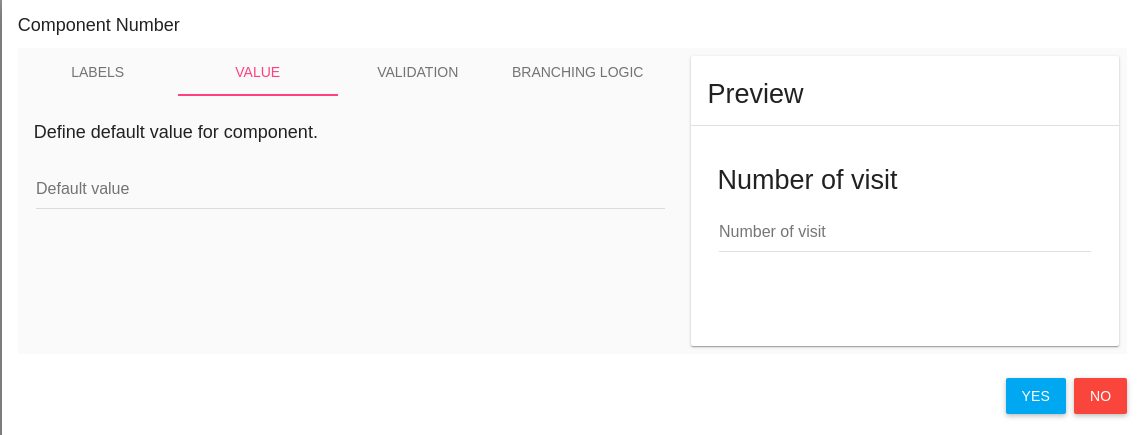 Component Number
LABELS VALUE VALIDATION BRANCHING LOGIC
Define default value for component.
Default value
Preview
Number of visit
Number of visit
YES NO